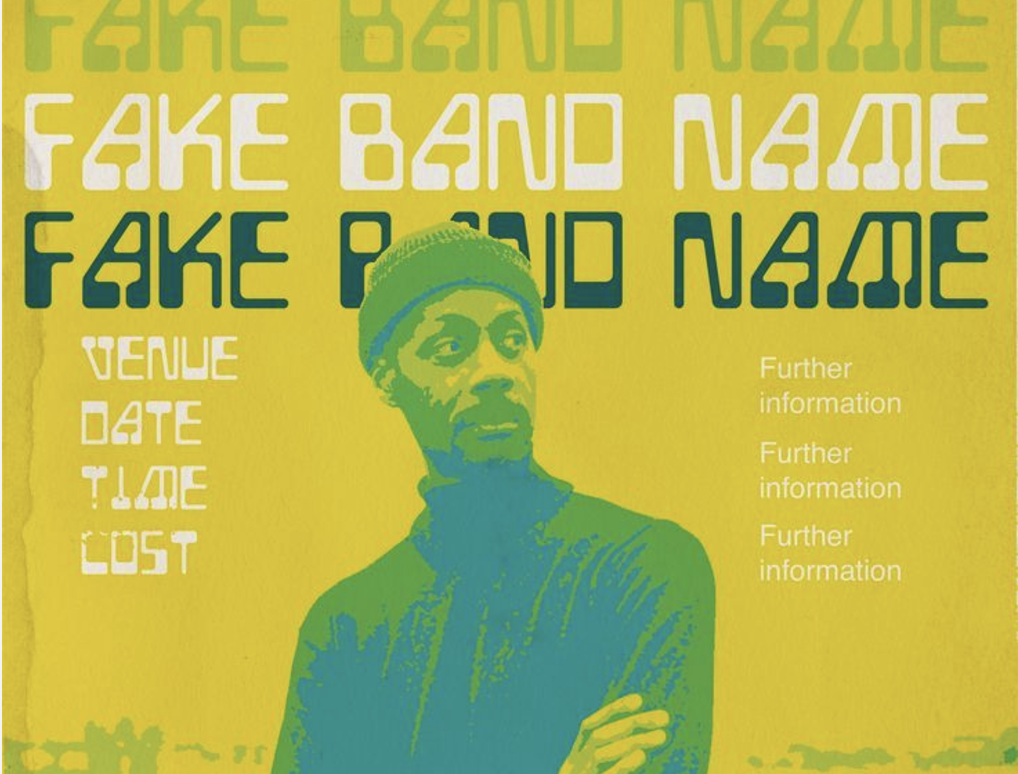 FAKE BAND NAME
FAKE BAND NAME
FAKE BAND NAME
VENUE
DATE
TIME
COST
Further
information
Further
information
Further
information